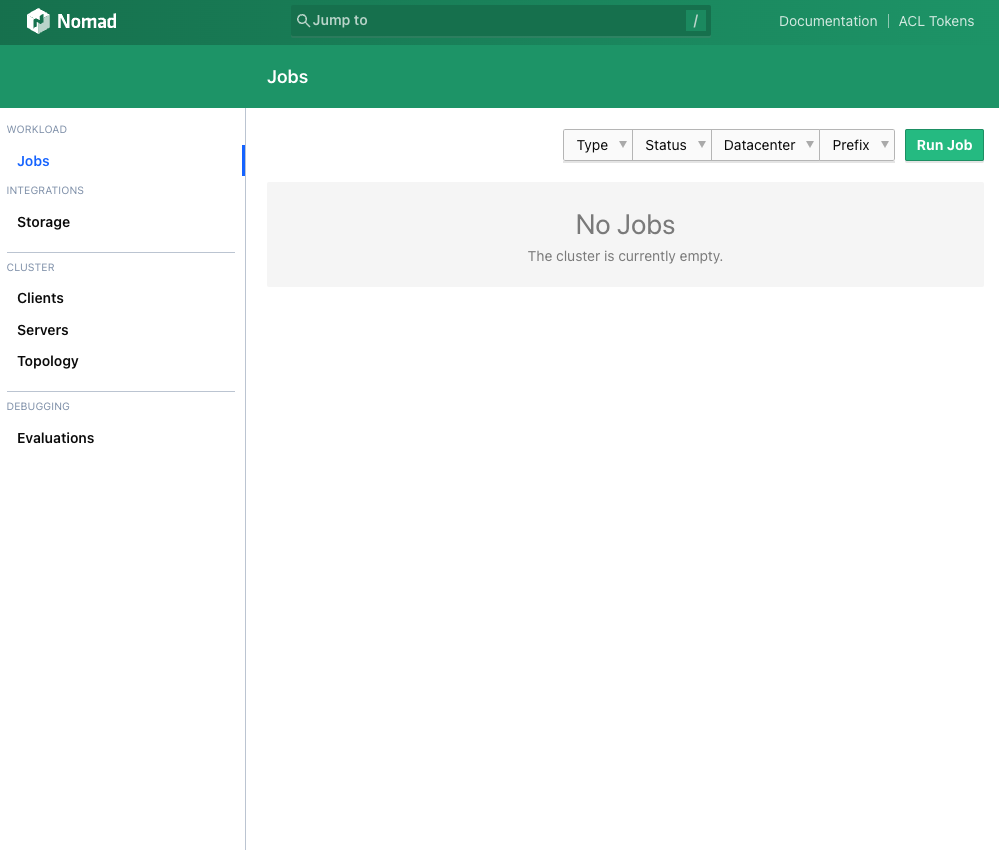 Nomad
Jump to /
Documentation | ACL Tokens
Jobs
WORKLOAD
Jobs
INTEGRATIONS
Storage
CLUSTER
Clients
Servers
Topology
DEBUGGING
Evaluations
Type Status Datacenter Prefix Run Job
No Jobs
The cluster is currently empty.